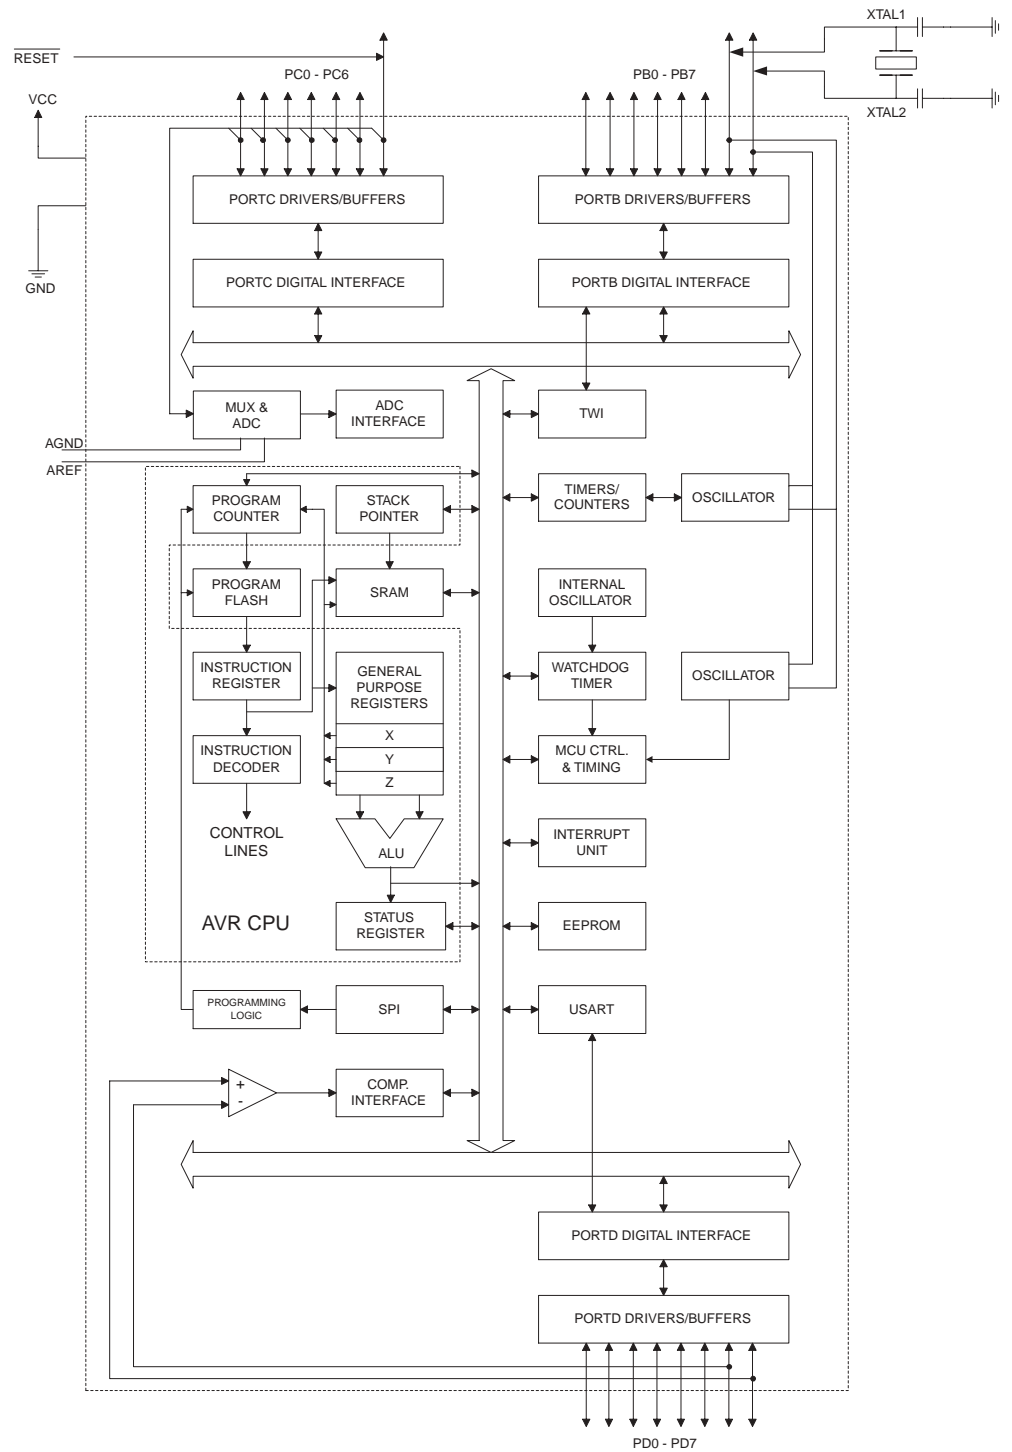 XTAL1
RESET
PC0 - PC6
PB0 - PB7
VCC
XTAL2
PORTC DRIVERS/BUFFERS
PORTB DRIVERS/BUFFERS
GND
PORTC DIGITAL INTERFACE
PORTB DIGITAL INTERFACE
MUX &
ADC
ADC
INTERFACE
TWI
AGND
AREF
PROGRAM
COUNTER
STACK
POINTER
TIMERS/
COUNTERS
OSCILLATOR
PROGRAM
FLASH
SRAM
INTERNAL
OSCILLATOR
INSTRUCTION
REGISTER
GENERAL
PURPOSE
REGISTERS
WATCHDOG
TIMER
OSCILLATOR
X
Y
Z
INSTRUCTION
DECODER
MCU CTRL.
& TIMING
CONTROL
LINES
ALU
INTERRUPT
UNIT
AVR CPU
STATUS
REGISTER
EEPROM
PROGRAMMING
LOGIC
SPI
USART
+
-
COMP.
INTERFACE
PORTD DIGITAL INTERFACE
PORTD DRIVERS/BUFFERS
PD0 - PD7